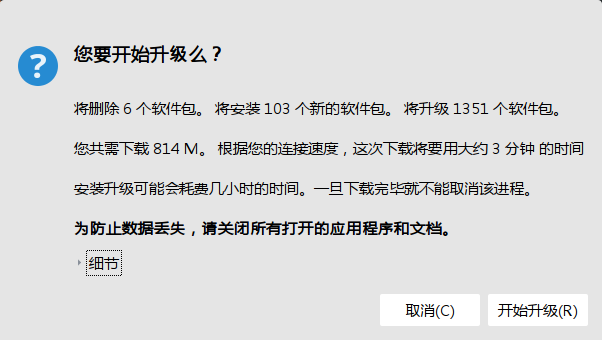 您要开始升级么？
将删除 6 个软件包。 将安装 103 个新的软件包。 将升级 1351 个软件包。
您共需下载 814 M。 根据您的连接速度，这次下载将要用大约 3 分钟 的时间
安装升级可能会耗费几小时的时间。一旦下载完毕就不能取消该进程。
为防止数据丢失，请关闭所有打开的应用程序和文档。
细节
取消(C) 开始升级(R)